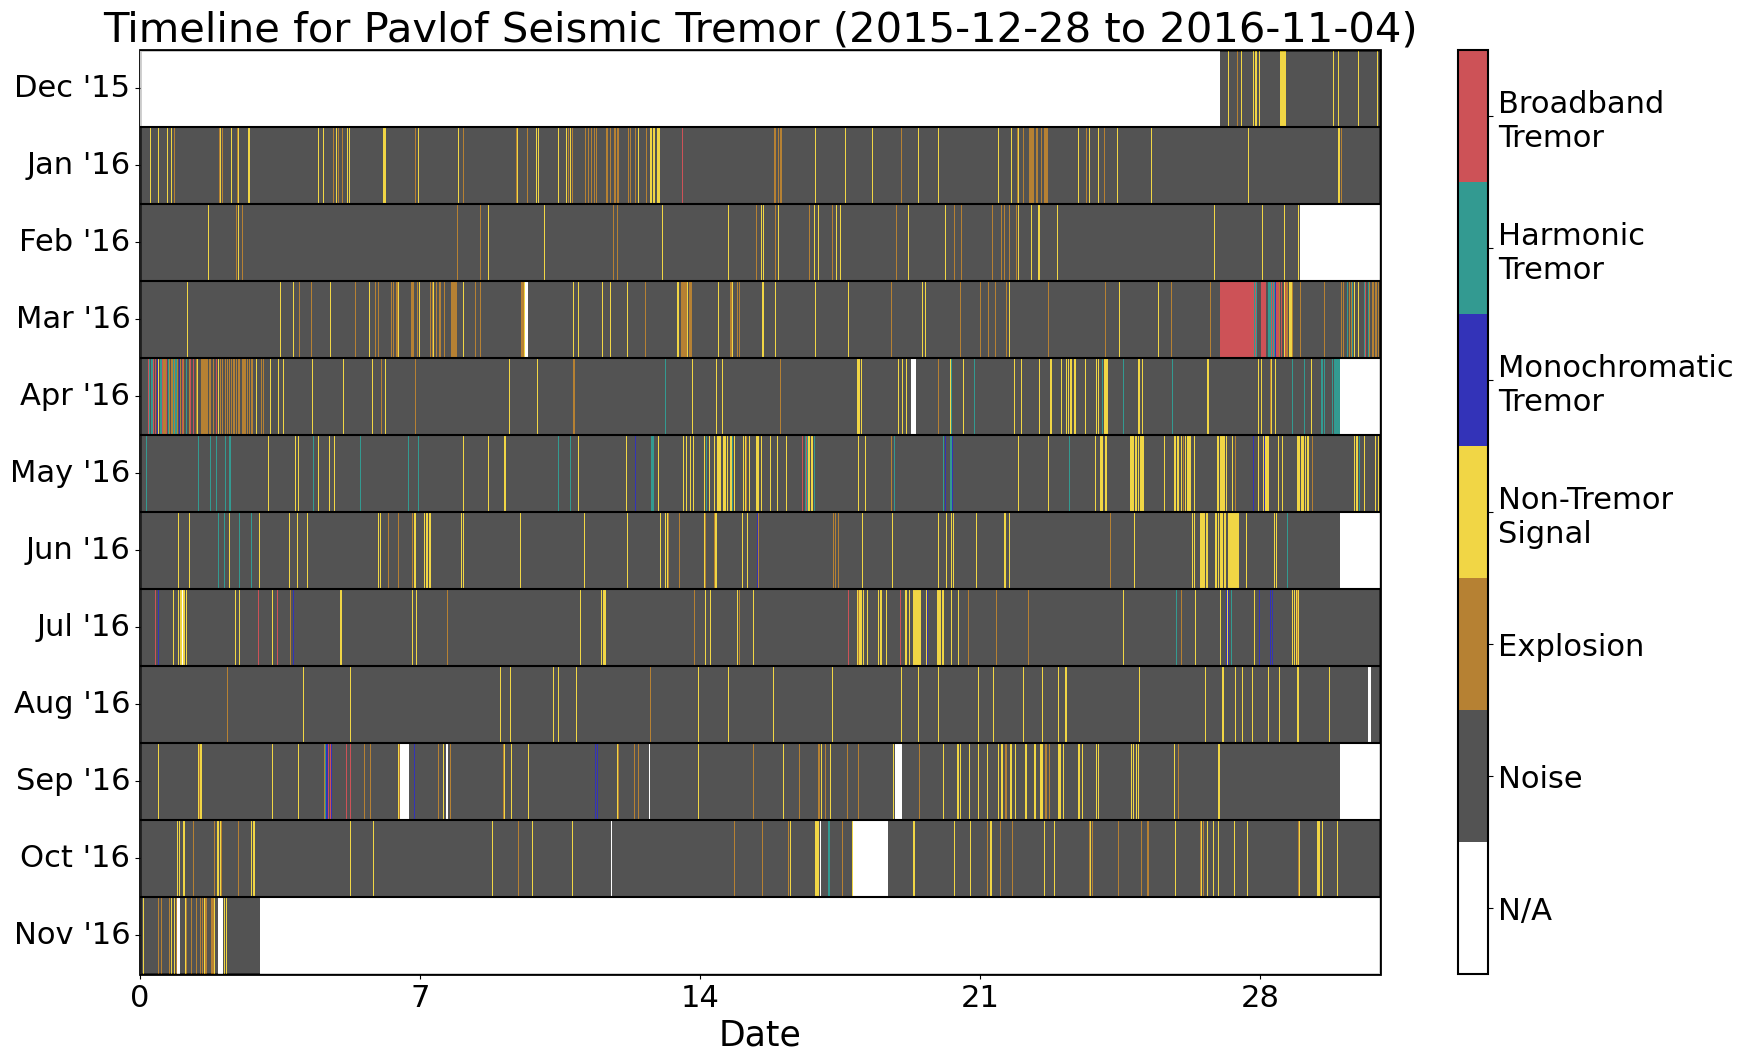 Timeline for Pavlof Seismic Tremor (2015-12-28 to 2016-11-04)
Dec '15
Jan '16
Feb '16
Mar '16
Apr '16
May '16
Jun '16
Jul '16
Aug '16
Sep '16
Oct '16
Nov '16
0 7 14 21 28
Date
Broadband
Tremor
Harmonic
Tremor
Monochromatic
Tremor
Non-Tremor
Signal
Explosion
Noise
N/A